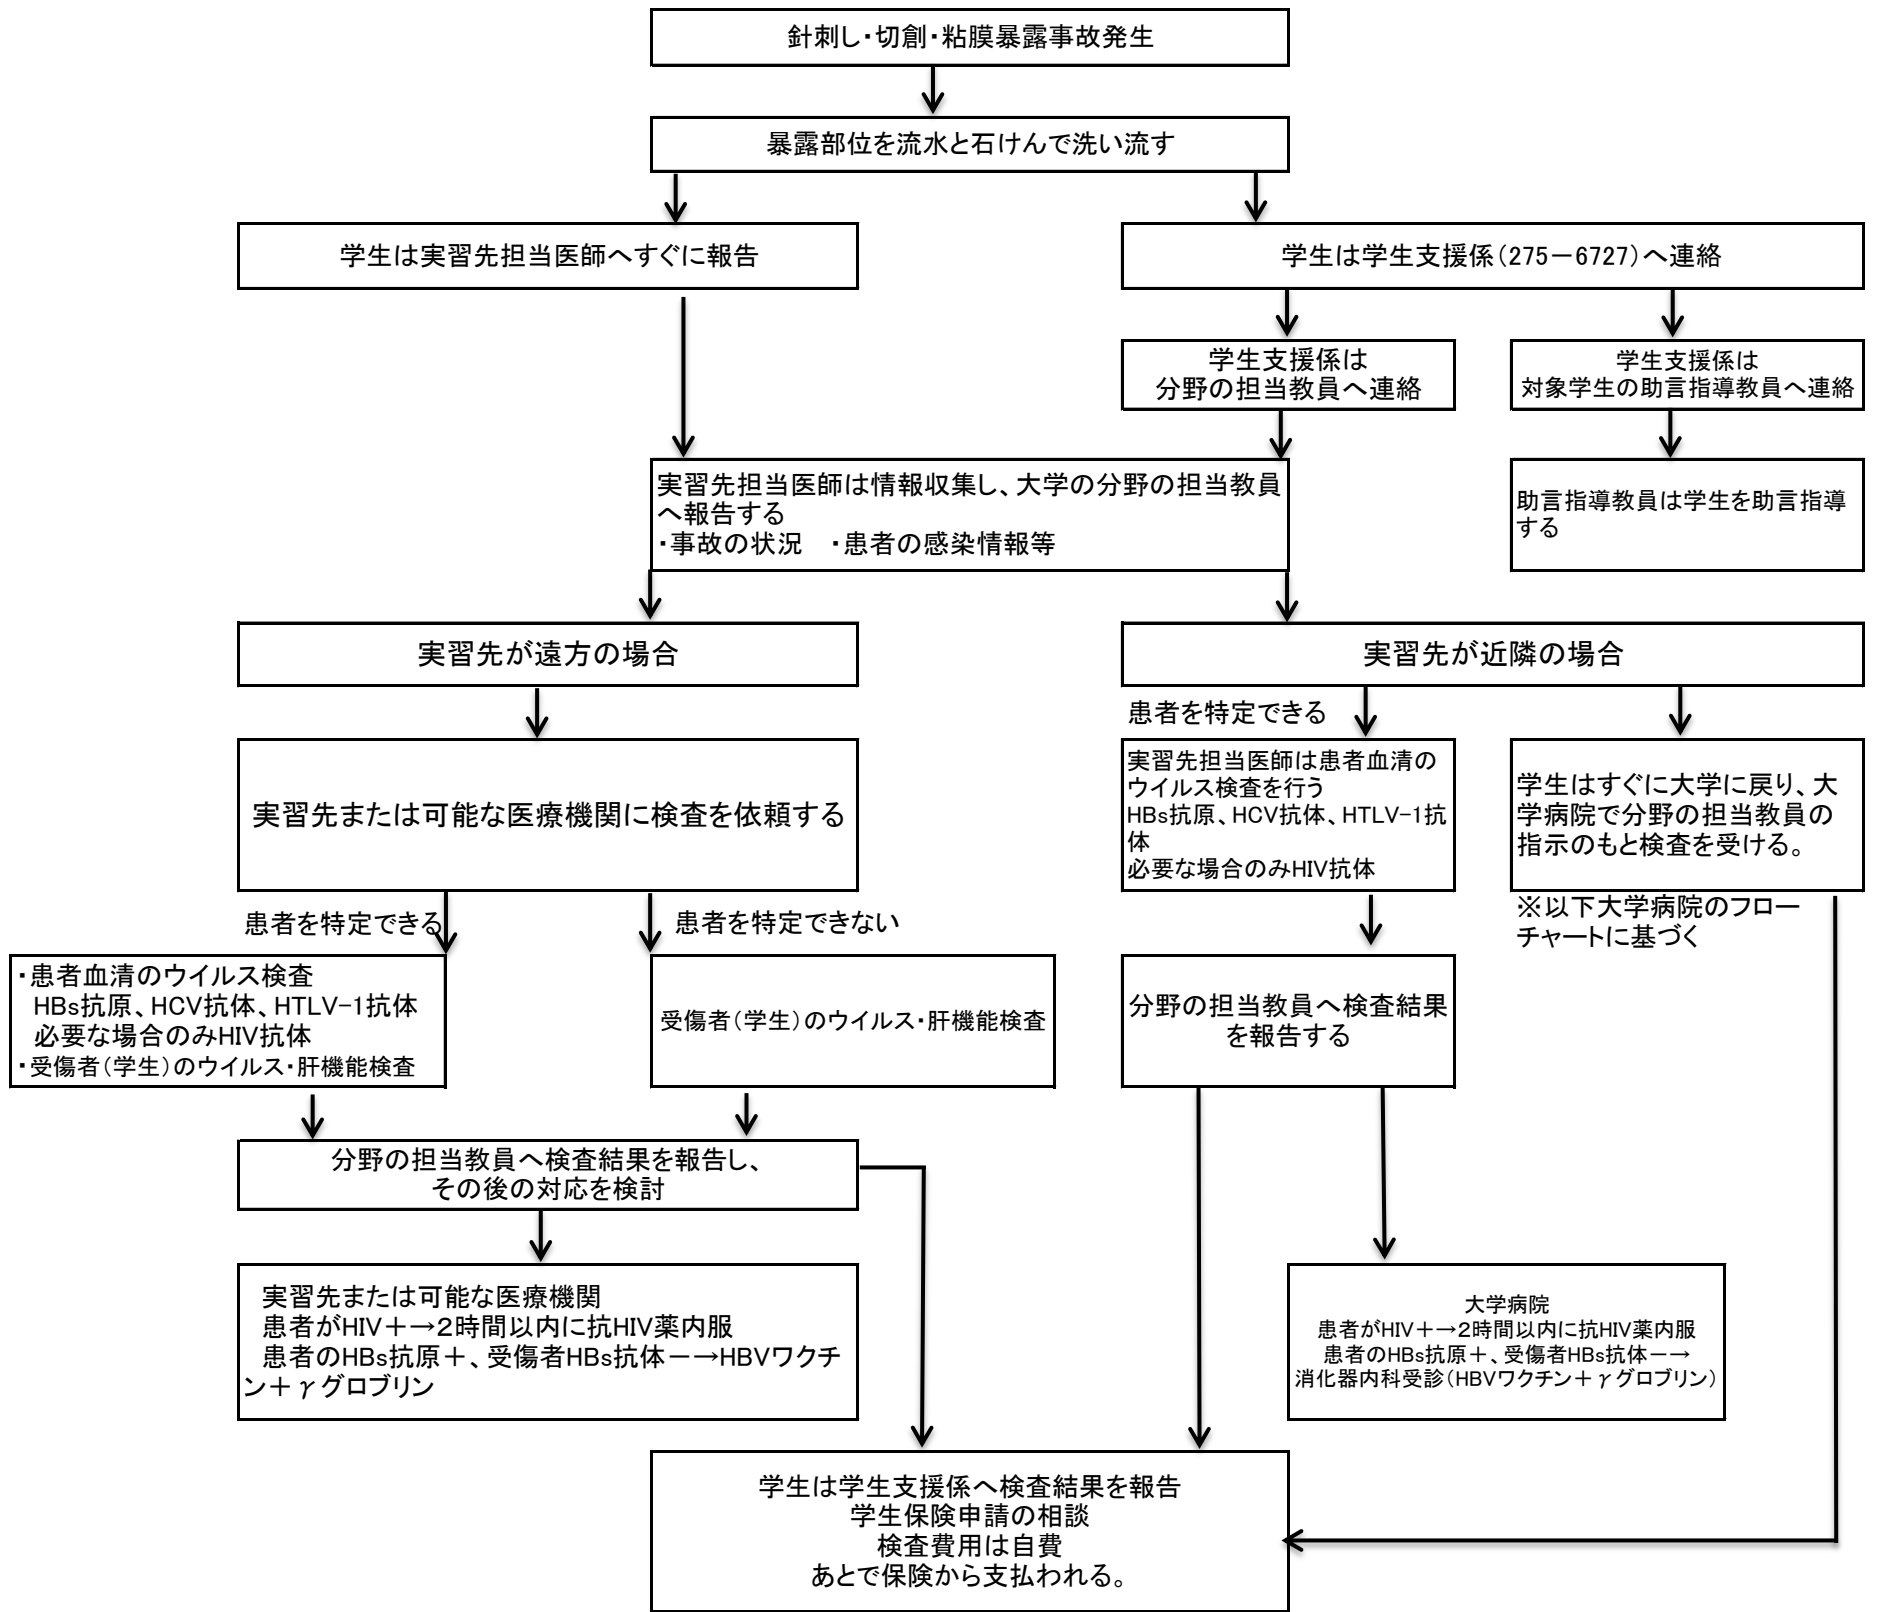 針刺し・切創・粘膜暴露事故発生
暴露部位を流水と石けんで洗い流す
学生は実習先担当医師へすぐに報告
学生は学生支援係（275－6727）へ連絡
学生支援係は
分野の担当教員へ連絡
学生支援係は
対象学生の助言指導教員へ連絡
実習先担当医師は情報収集し、大学の分野の担当教員
へ報告する
・事故の状況　・患者の感染情報等
助言指導教員は学生を助言指導
する
実習先が遠方の場合
実習先が近隣の場合
患者を特定できる
実習先または可能な医療機関に検査を依頼する
実習先担当医師は患者血清の
ウイルス検査を行う
HBs抗原、HCV抗体、HTLV-1抗
体
必要な場合のみHIV抗体
学生はすぐに大学に戻り、大
学病院で分野の担当教員の
指示のもと検査を受ける。
※以下大学病院のフロー
チャートに基づく
患者を特定できる
患者を特定できない
・患者血清のウイルス検査
HBs抗原、HCV抗体、HTLV-1抗体
必要な場合のみHIV抗体
・受傷者（学生）のウイルス・肝機能検査
受傷者（学生）のウイルス・肝機能検査
分野の担当教員へ検査結果
を報告する
分野の担当教員へ検査結果を報告し、
その後の対応を検討
実習先または可能な医療機関
患者がHIV＋→2時間以内に抗HIV薬内服
患者のHBs抗原＋、受傷者HBs抗体－→HBVワクチ
ン＋γグロブリン
大学病院
患者がHIV＋→2時間以内に抗HIV薬内服
患者のHBs抗原＋、受傷者HBs抗体－→
消化器内科受診（HBVワクチン＋γグロブリン）
学生は学生支援係へ検査結果を報告
学生保険申請の相談
検査費用は自費
あとで保険から支払われる。